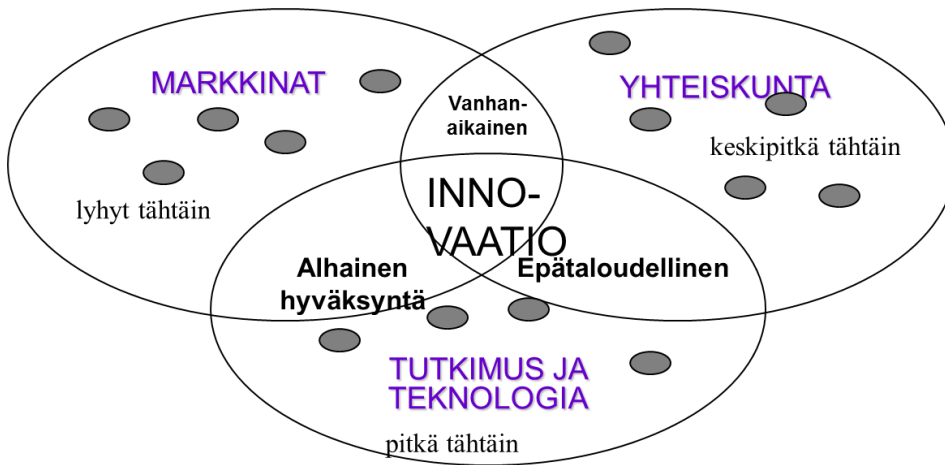 MARKKINAT
lyhyt tähtäin
Vanhan-
aikainen
YHTEISKUNTA
keskipitkä tähtäin
INNO-
VAATIO
Alhainen
hyväksyntä
Epätaloudellinen
TUTKIMUS JA
TEKNOLOGIA
pitkä tähtäin